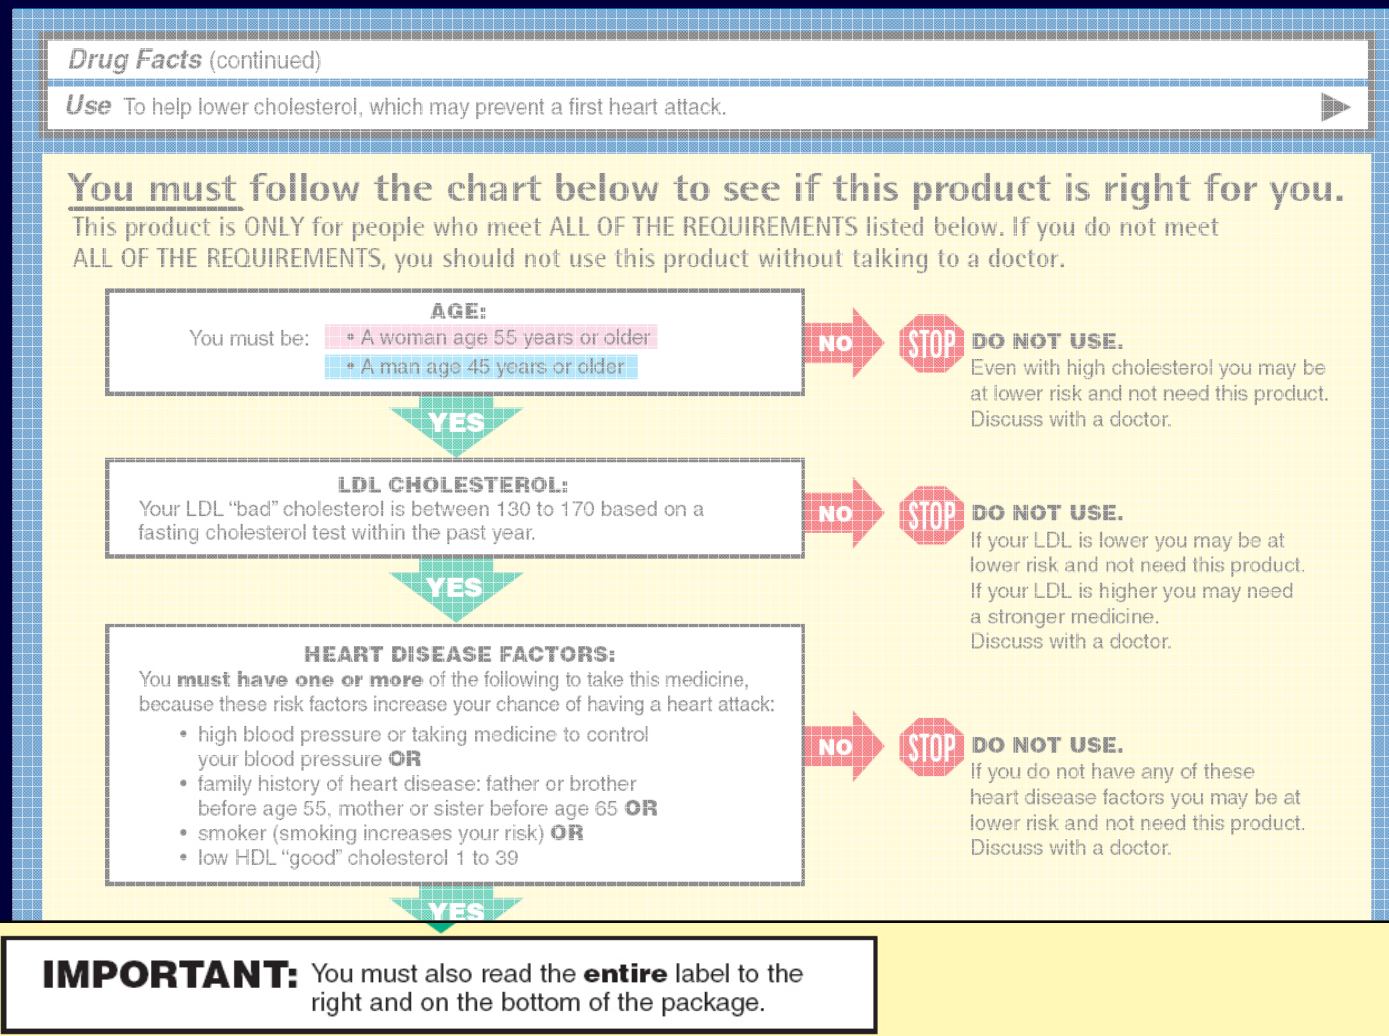 Drug Facts (continued)
Use To help lower cholesterol, which may prevent a first heart attack.
You must follow the chart below to see if this product is right for you.
This product is ONLY for people who meet ALL OF THE REQUIREMENTS listed below. If you do not meet
ALL OF THE REQUIREMENTS, you should not use this product without talking to a doctor.
AGE:
You must be: • A woman age 55 years or older
• A man age 45 years or older
NO
STOP
DO NOT USE.
Even with high cholesterol you may be
at lower risk and not need this product.
Discuss with a doctor.
YES
LDL CHOLESTEROL:
Your LDL “bad” cholesterol is between 130 to 170 based on a
fasting cholesterol test within the past year.
NO
STOP
DO NOT USE.
If your LDL is lower you may be at
lower risk and not need this product.
If your LDL is higher you may need
a stronger medicine.
Discuss with a doctor.
YES
HEART DISEASE FACTORS:
You must have one or more of the following to take this medicine,
because these risk factors increase your chance of having a heart attack:
• high blood pressure or taking medicine to control
your blood pressure OR
• family history of heart disease: father or brother
before age 55, mother or sister before age 65 OR
• smoker (smoking increases your risk) OR
• low HDL “good” cholesterol 1 to 39
NO
STOP
DO NOT USE.
If you do not have any of these
heart disease factors you may be at
lower risk and not need this product.
Discuss with a doctor.
YES
IMPORTANT: You must also read the entire label to the
right and on the bottom of the package.